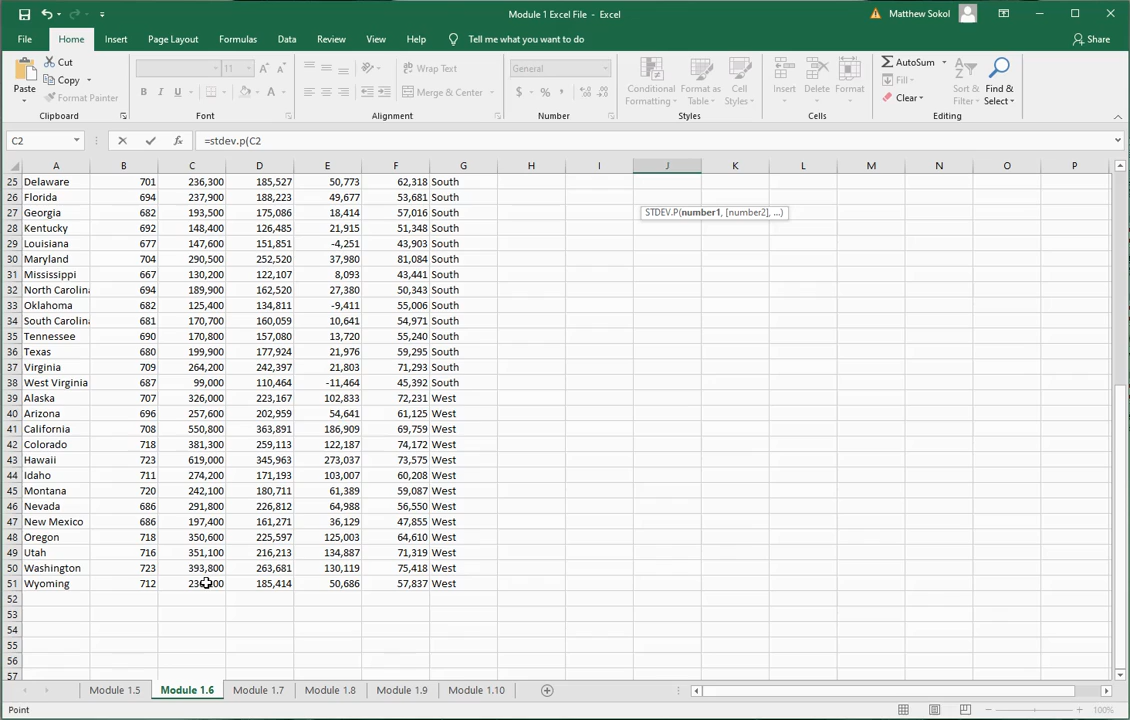 Module 1 Excel File - Excel
Matthew Sokol
File Home Insert Page Layout Formulas Data Review View Help Tell me what you want to do Share
Paste
Cut
Copy
Format Painter
Clipboard
11 A A
B I U A
Font
Wrap Text
Merge & Center
Alignment
General
$ % , .00
Number
Conditional Formatting
Format as Table
Cell Styles
Styles
Insert Delete Format
Cells
AutoSum
Fill
Clear
Sort & Filter
Find & Select
Editing
C2 fx =stdev.p(C2
A B C D E F G H I J K L M N O P
STDEV.P(number1, [number2], ...)
25 Delaware 701 236,300 185,527 50,773 62,318 South
26 Florida 694 237,900 188,223 49,677 53,681 South
27 Georgia 682 193,500 175,086 18,414 57,016 South
28 Kentucky 692 148,400 126,485 21,915 51,348 South
29 Louisiana 677 147,600 151,851 -4,251 43,903 South
30 Maryland 704 290,500 252,520 37,980 81,084 South
31 Mississippi 667 130,200 122,107 8,093 43,441 South
32 North Carolina 694 189,900 162,520 27,380 50,343 South
33 Oklahoma 682 125,400 134,811 -9,411 55,006 South
34 South Carolina 681 170,700 160,059 10,641 54,971 South
35 Tennessee 690 170,800 157,080 13,720 55,240 South
36 Texas 680 199,900 177,924 21,976 59,295 South
37 Virginia 709 264,200 242,397 21,803 71,293 South
38 West Virginia 687 99,000 110,464 -11,464 45,392 South
39 Alaska 707 326,000 223,167 102,833 72,231 West
40 Arizona 696 257,600 202,959 54,641 61,125 West
41 California 708 550,800 363,891 186,909 69,759 West
42 Colorado 718 381,300 259,113 122,187 74,172 West
43 Hawaii 723 619,000 345,963 273,037 73,575 West
44 Idaho 711 274,200 171,193 103,007 60,208 West
45 Montana 720 242,100 180,711 61,389 59,087 West
46 Nevada 686 291,800 226,812 64,988 56,550 West
47 New Mexico 686 197,400 161,271 36,129 47,855 West
48 Oregon 718 350,600 225,597 125,003 64,610 West
49 Utah 716 351,100 216,213 134,887 71,319 West
50 Washington 723 393,800 263,681 130,119 75,418 West
51 Wyoming 712 185,414 50,686 57,837 West
52
53
54
55
56
57
Module 1.5 Module 1.6 Module 1.7 Module 1.8 Module 1.9 Module 1.10
Point 100%